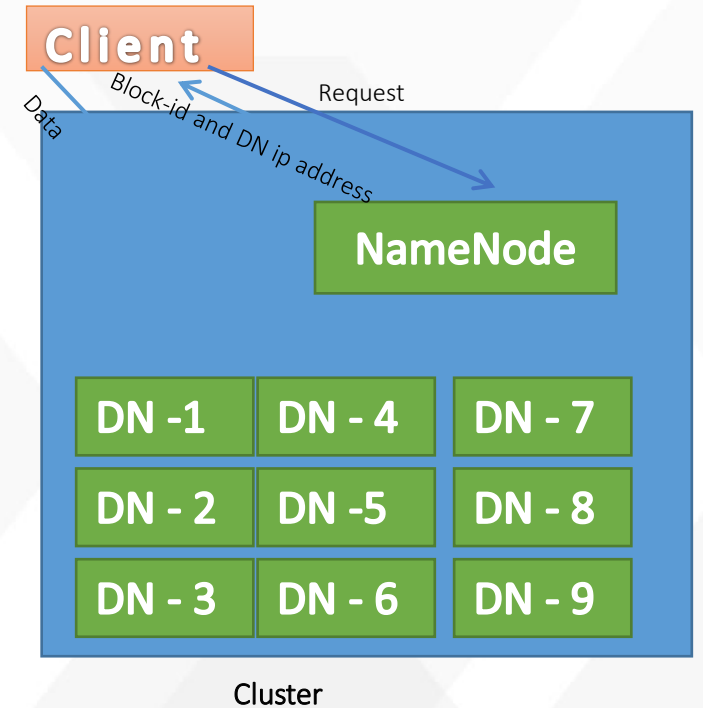 Client
Request
Block-id and DN ip address
Data
NameNode
DN -1
DN - 4
DN - 7
DN - 2
DN -5
DN - 8
DN - 3
DN - 6
DN - 9
Cluster